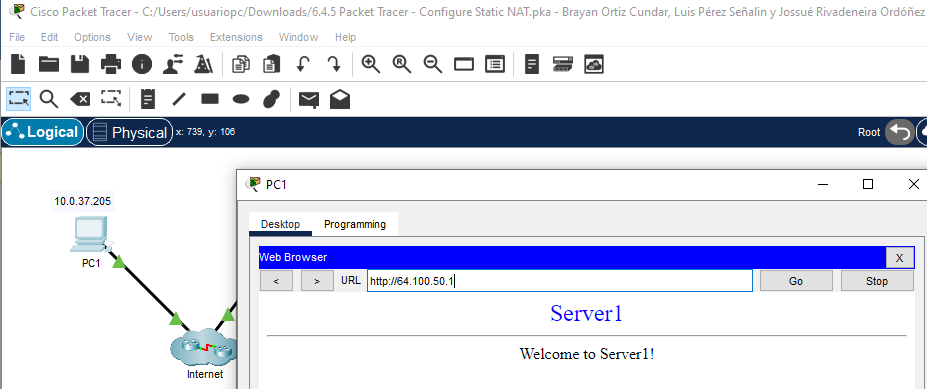 Cisco Packet Tracer - C:/Users/usuariopc/Downloads/6.4.5 Packet Tracer - Configure Static NAT.pka - Brayan Ortiz Cundar, Luis Pérez Señalin y Jossué Rivadeneira Ordóñez
File Edit Options View Tools Extensions Window Help
Logical Physical x: 739, y: 106 Root
10.0.37.205
PC1
Internet
PC1
Desktop Programming
Web Browser X
< > URL http://64.100.50.1 Go Stop
Server1
Welcome to Server1!